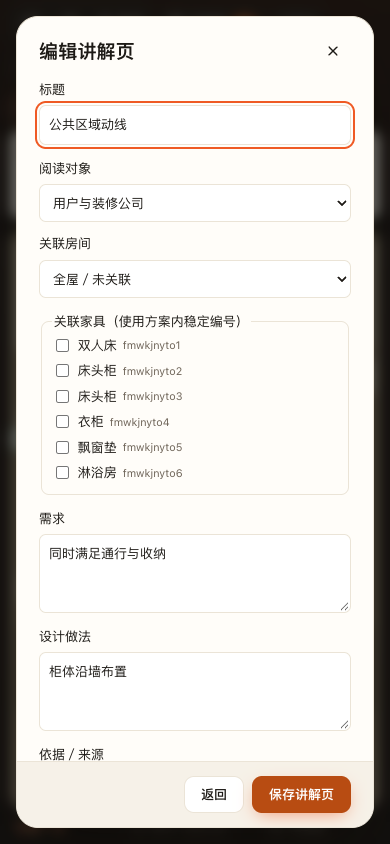 编辑讲解页
×
标题
公共区域动线
阅读对象
用户与装修公司
关联房间
全屋 / 未关联
关联家具（使用方案内稳定编号）
双人床 fmwkjnyto1
床头柜 fmwkjnyto2
床头柜 fmwkjnyto3
衣柜 fmwkjnyto4
飘窗垫 fmwkjnyto5
淋浴房 fmwkjnyto6
需求
同时满足通行与收纳
设计做法
柜体沿墙布置
依据 / 来源
返回 保存讲解页